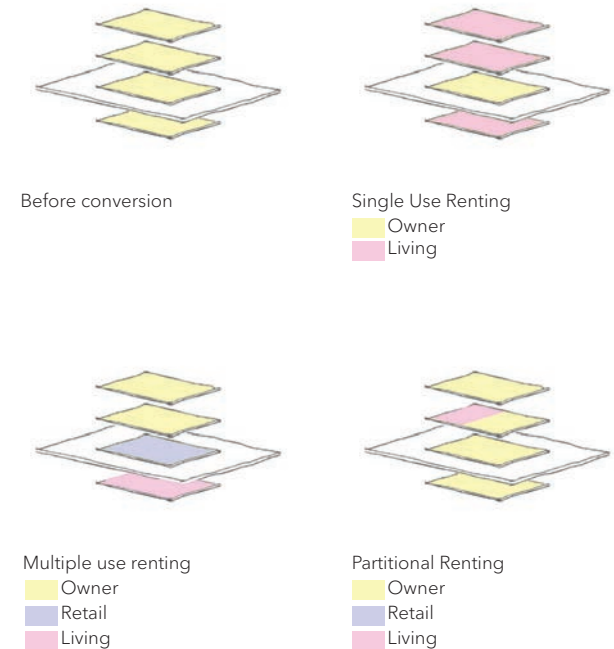 Before conversion
Single Use Renting
Owner
Living
Multiple use renting
Owner
Retail
Living
Partitional Renting
Owner
Retail
Living